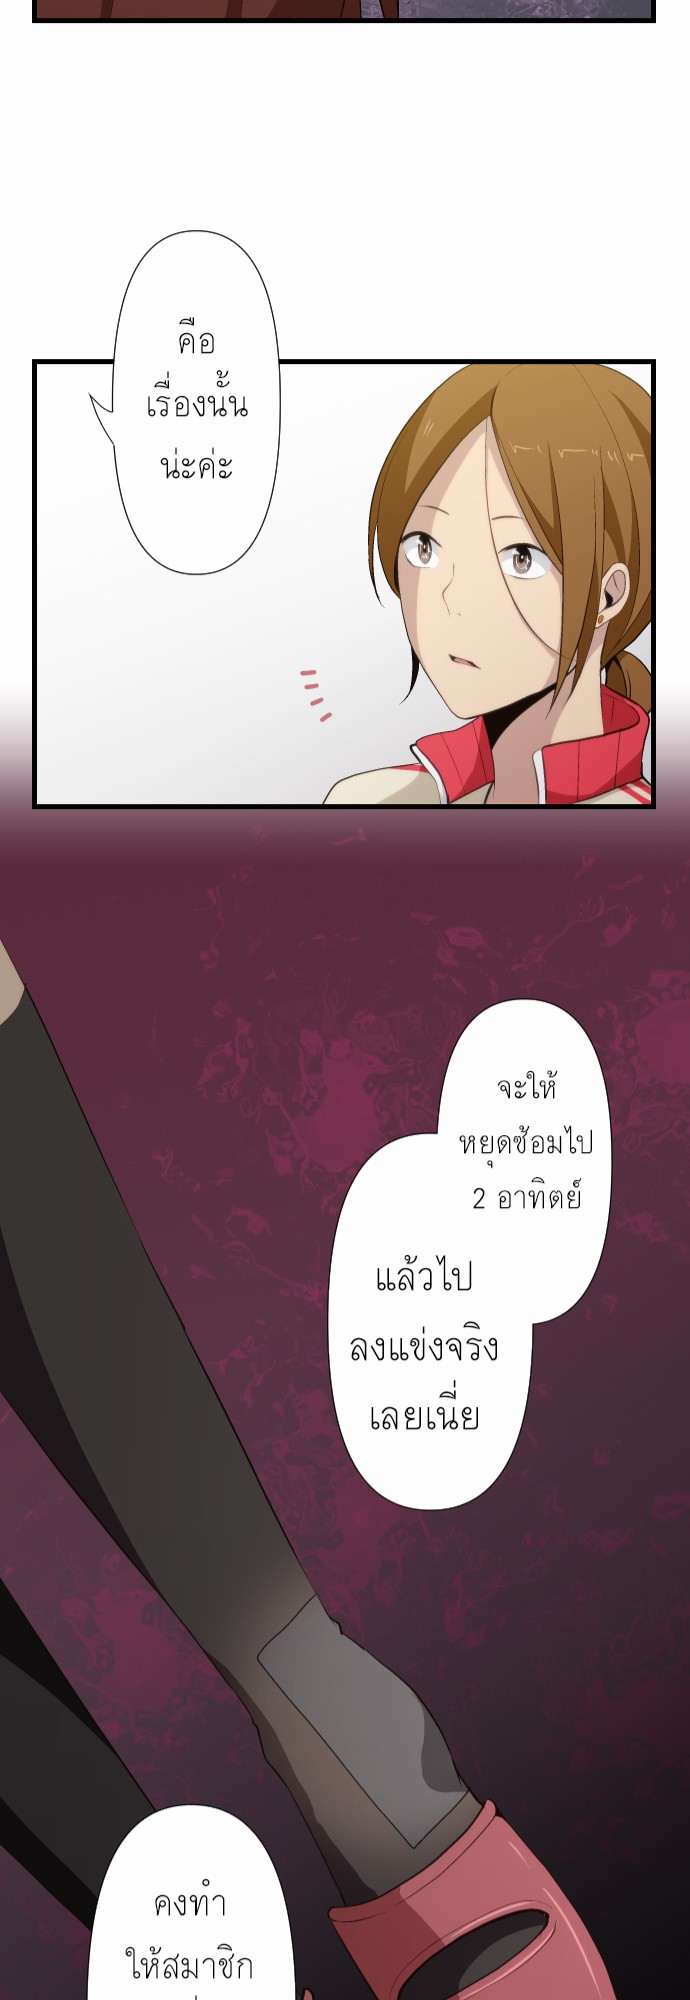 คือ
เรื่องนั้น
น่ะค่ะ
จะให้
หยุดซ้อมไป
2 อาทิตย์
แล้วไป
ลงแข่งจริง
เลยเนี่ย
คงทำ
ให้สมาชิก